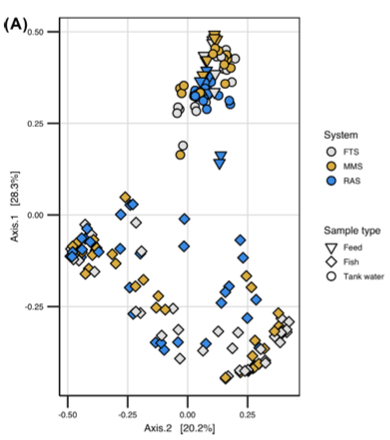 (A)
0.50
0.25
0.00
-0.25
Axis.1 [28.3%]
-0.50
-0.25
0.00
0.25
Axis.2 [20.2%]
System
FTS
MMS
RAS
Sample type
Feed
Fish
Tank water